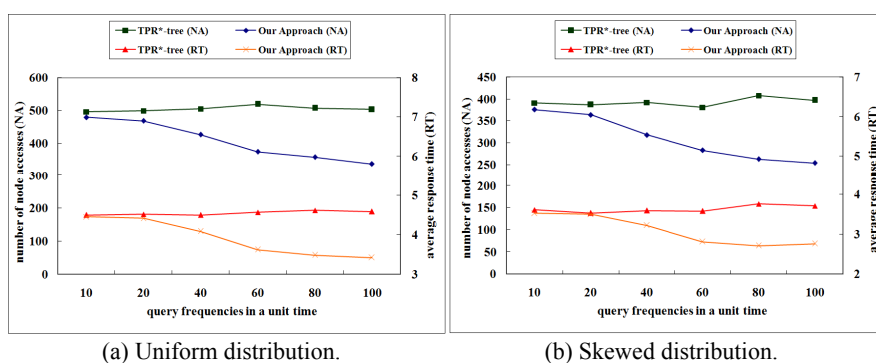 TPR*-tree (NA) Our Approach (NA)
TPR*-tree (RT) Our Approach (RT)
600
500
400
300
200
100
0
number of node accesses (NA)
8
7
6
5
4
3
average response time (RT)
10 20 40 60 80 100
query frequencies in a unit time
(a) Uniform distribution.
TPR*-tree (NA) Our Approach (NA)
TPR*-tree (RT) Our Approach (RT)
450
400
350
300
250
200
150
100
50
0
number of node accesses (NA)
7
6
5
4
3
2
average response time (RT)
10 20 40 60 80 100
query frequencies in a unit time
(b) Skewed distribution.